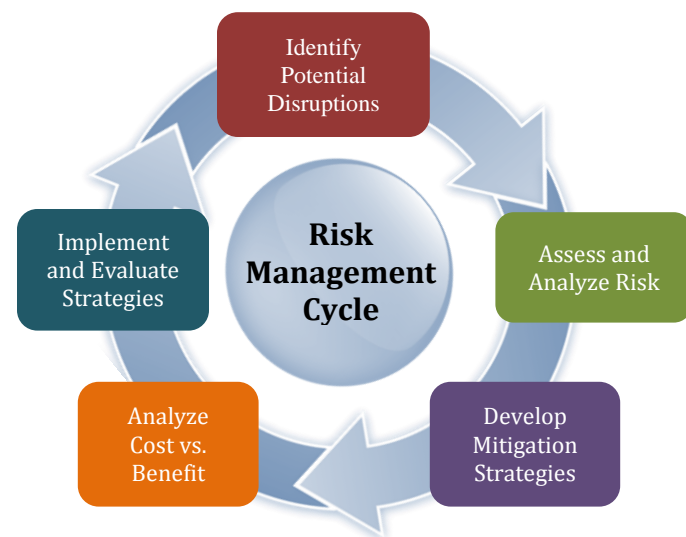 Identify
Potential
Disruptions
Assess and
Analyze Risk
Develop
Mitigation
Strategies
Analyze
Cost vs.
Benefit
Implement
and Evaluate
Strategies
Risk
Management
Cycle